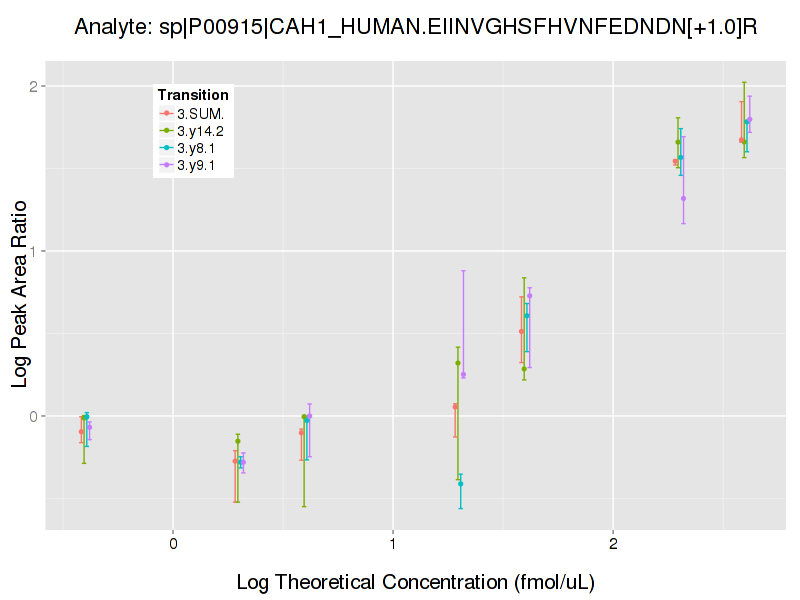 Analyte: sp|P00915|CAH1_HUMAN.EIINVGHSFHVNFEDNDN[+1.0]R
Log Peak Area Ratio
2
1
0
Transition
3.SUM.
3.y14.2
3.y8.1
3.y9.1
0 1 2
Log Theoretical Concentration (fmol/uL)